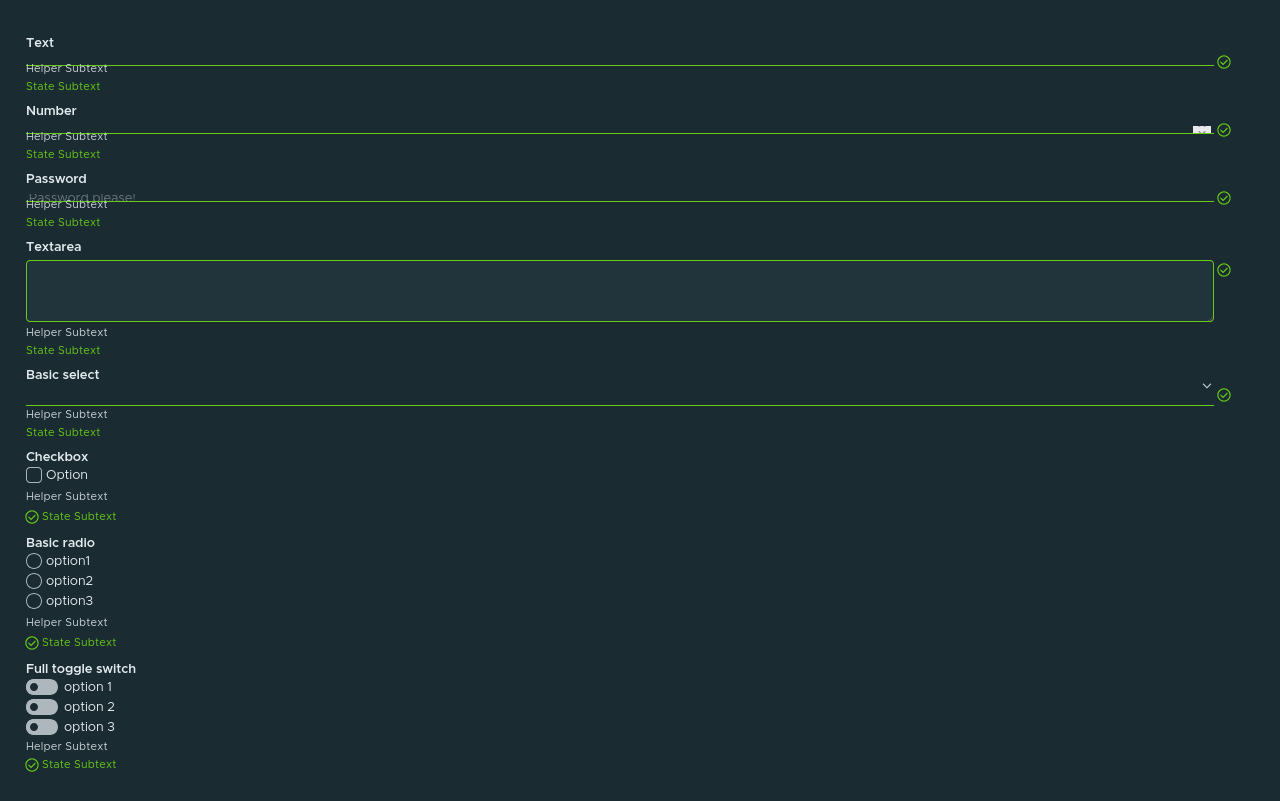 Text
Helper Subtext
State Subtext
Number
Helper Subtext
State Subtext
Password
Password please!
Helper Subtext
State Subtext
Textarea
Helper Subtext
State Subtext
Basic select
Helper Subtext
State Subtext
Checkbox
Option
Helper Subtext
State Subtext
Basic radio
option1
option2
option3
Helper Subtext
State Subtext
Full toggle switch
option 1
option 2
option 3
Helper Subtext
State Subtext